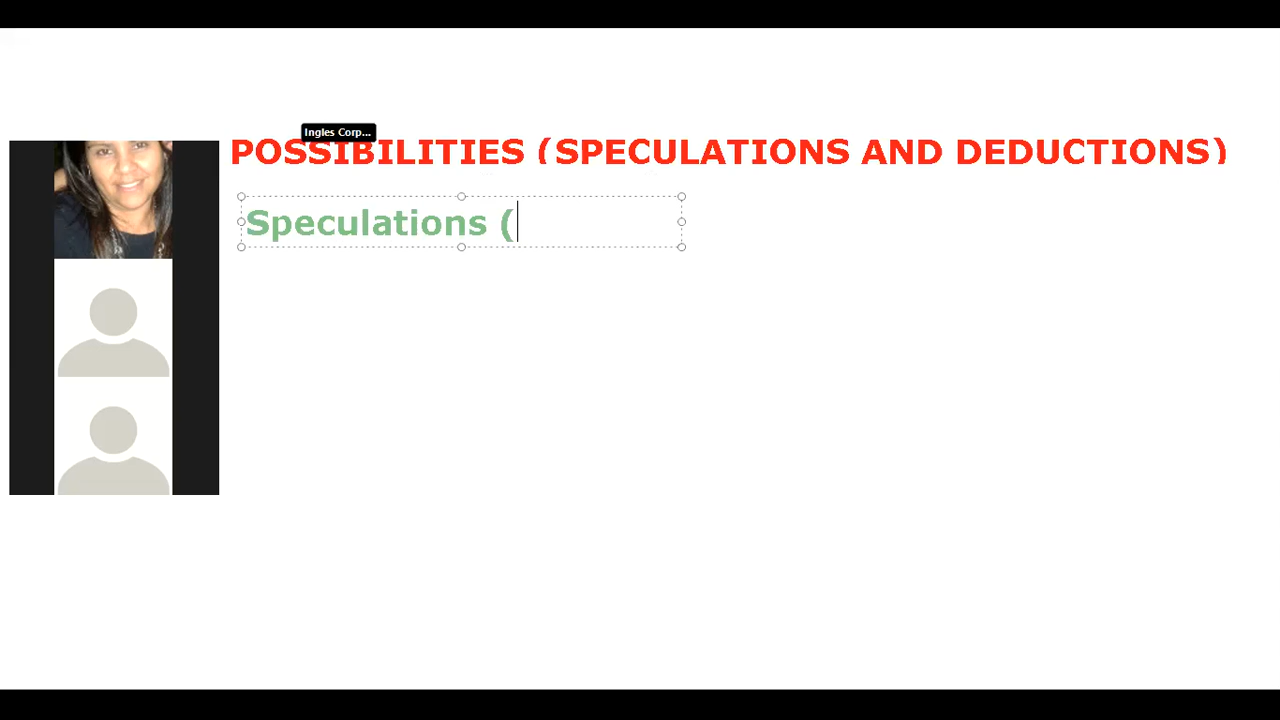 Ingles Corp...
POSSIBILITIES (SPECULATIONS AND DEDUCTIONS)
Speculations (